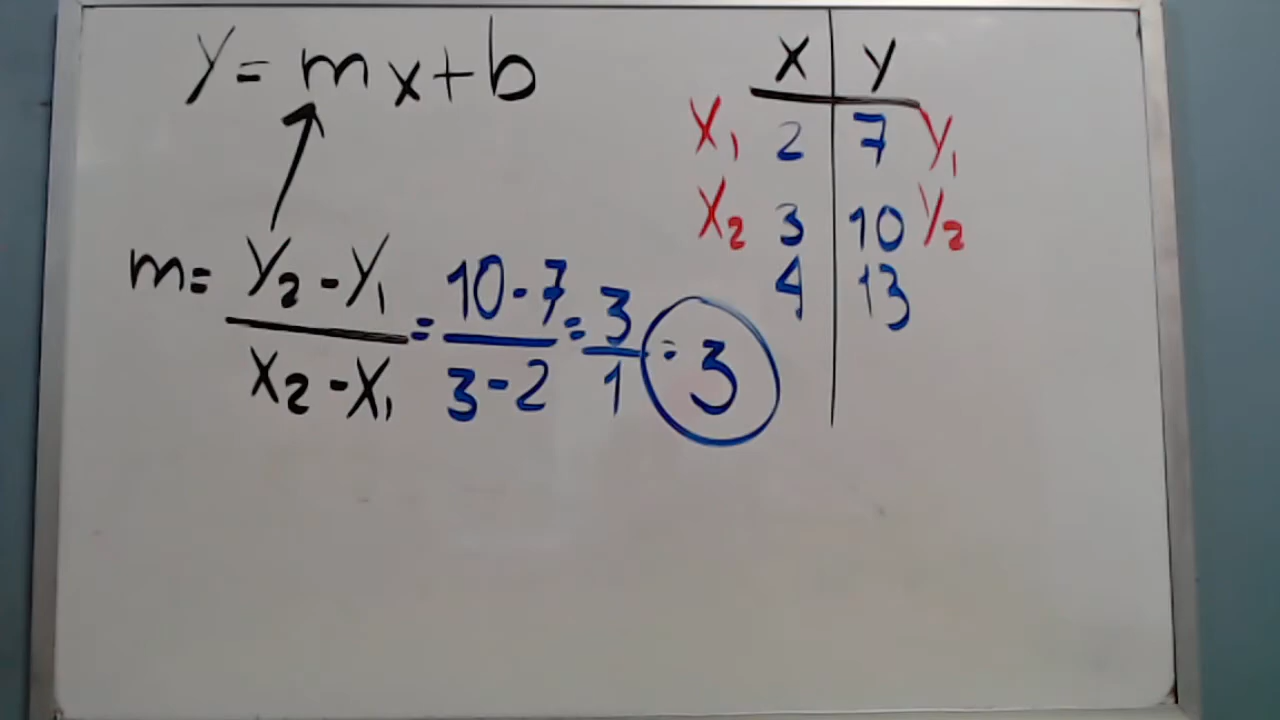 y = mx+b
m = y₂ - y₁ / x₂ - x₁ = 10 - 7 / 3 - 2 = 3 / 1 = 3
x | y
x₁ 2 | 7 y₁
x₂ 3 | 10 y₂
4 | 13